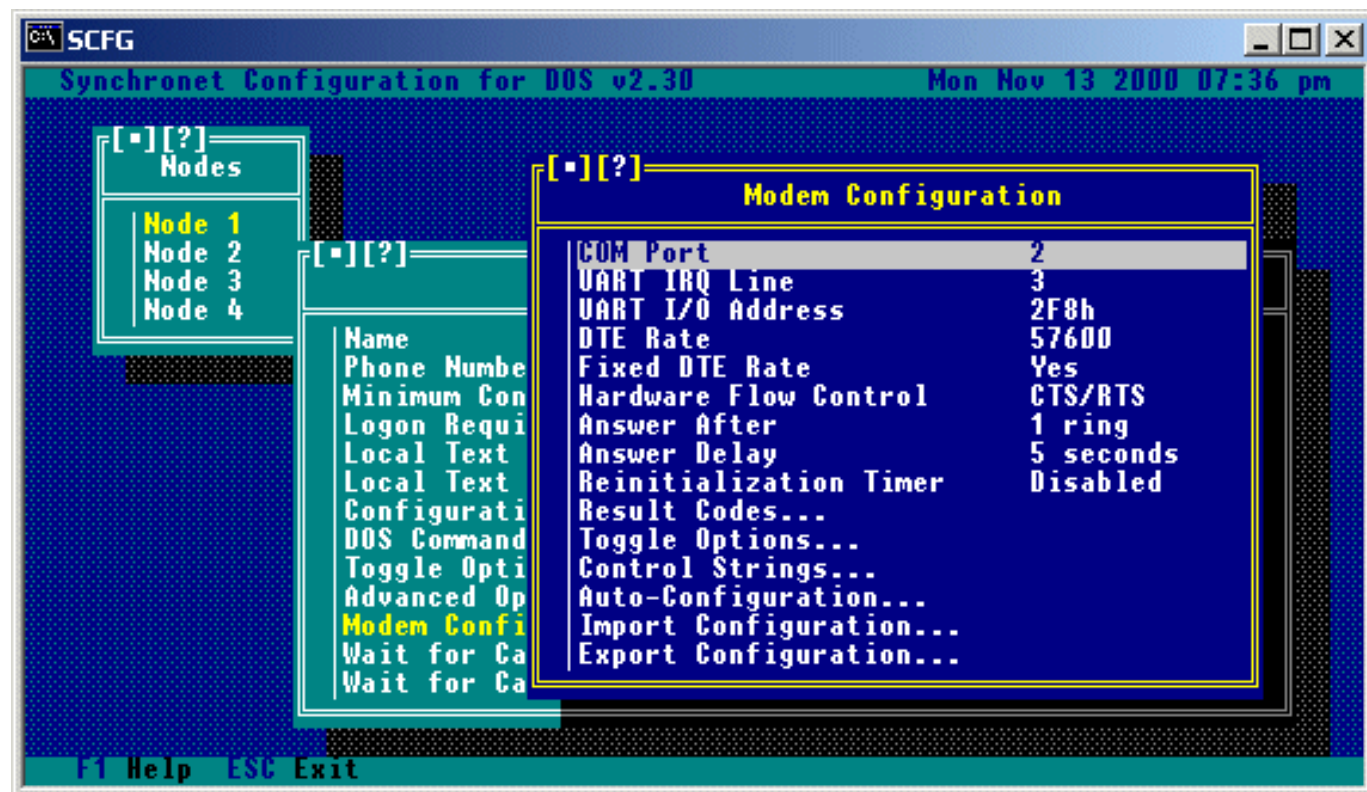 SCFG
Synchronet Configuration for DOS v2.30 Mon Nov 13 2000 07:36 pm
[▪][?]
Nodes
Node 1
Node 2
Node 3
Node 4
[▪][?]
Name
Phone Numbe
Minimum Con
Logon Requi
Local Text
Local Text
Configurati
DOS Command
Toggle Opti
Advanced Op
Modem Confi
Wait for Ca
Wait for Ca
[▪][?]
Modem Configuration
COM Port 2
UART IRQ Line 3
UART I/O Address 2F8h
DTE Rate 57600
Fixed DTE Rate Yes
Hardware Flow Control CTS/RTS
Answer After 1 ring
Answer Delay 5 seconds
Reinitialization Timer Disabled
Result Codes...
Toggle Options...
Control Strings...
Auto-Configuration...
Import Configuration...
Export Configuration...
F1 Help ESC Exit